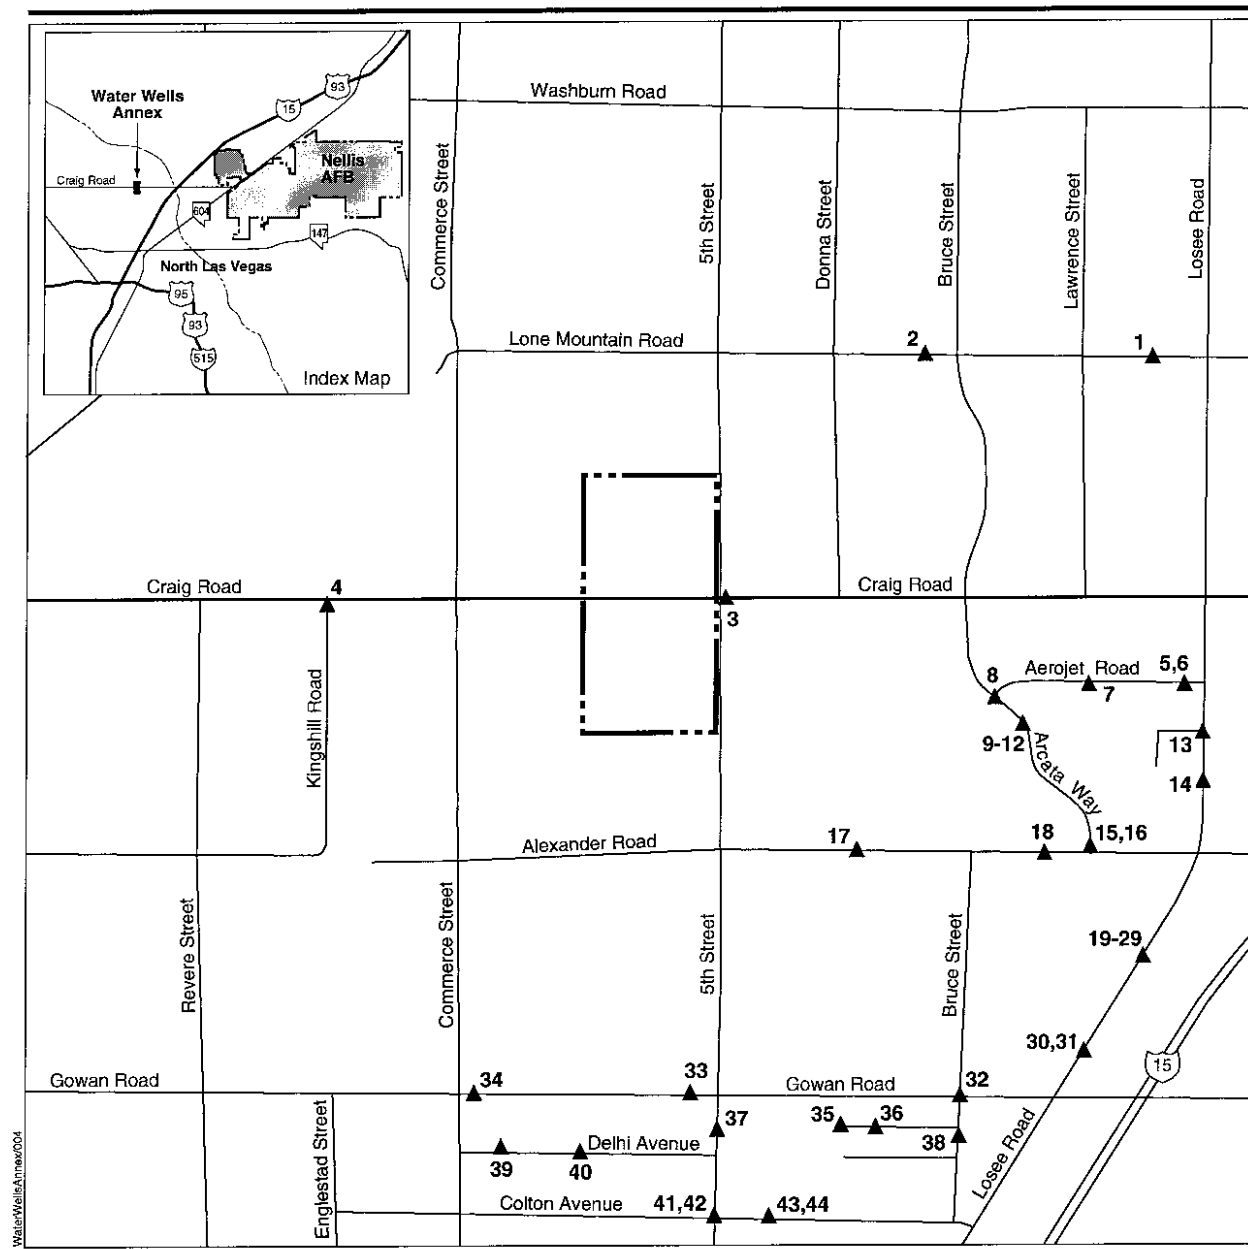 Washburn Road
93
15
Water Wells
Annex
Nellis
AFB
Craig Road
604
147
North Las Vegas
95
93
515
Index Map
Commerce Street
5th Street
Donna Street
Bruce Street
Lawrence Street
Losee Road
Lone Mountain Road
2
1
Craig Road
4
Craig Road
3
Kingshill Road
8
Aerojet Road
5,6
7
9-12
Arcata Way
13
14
Alexander Road
17
18
15,16
Revere Street
Commerce Street
5th Street
Bruce Street
19-29
30,31
15
Gowan Road
34
33
Gowan Road
32
Englestad Street
37
35
36
38
Delhi Avenue
39
40
Losee Road
Colton Avenue
41,42
43,44
WaterWellsAnnex/004